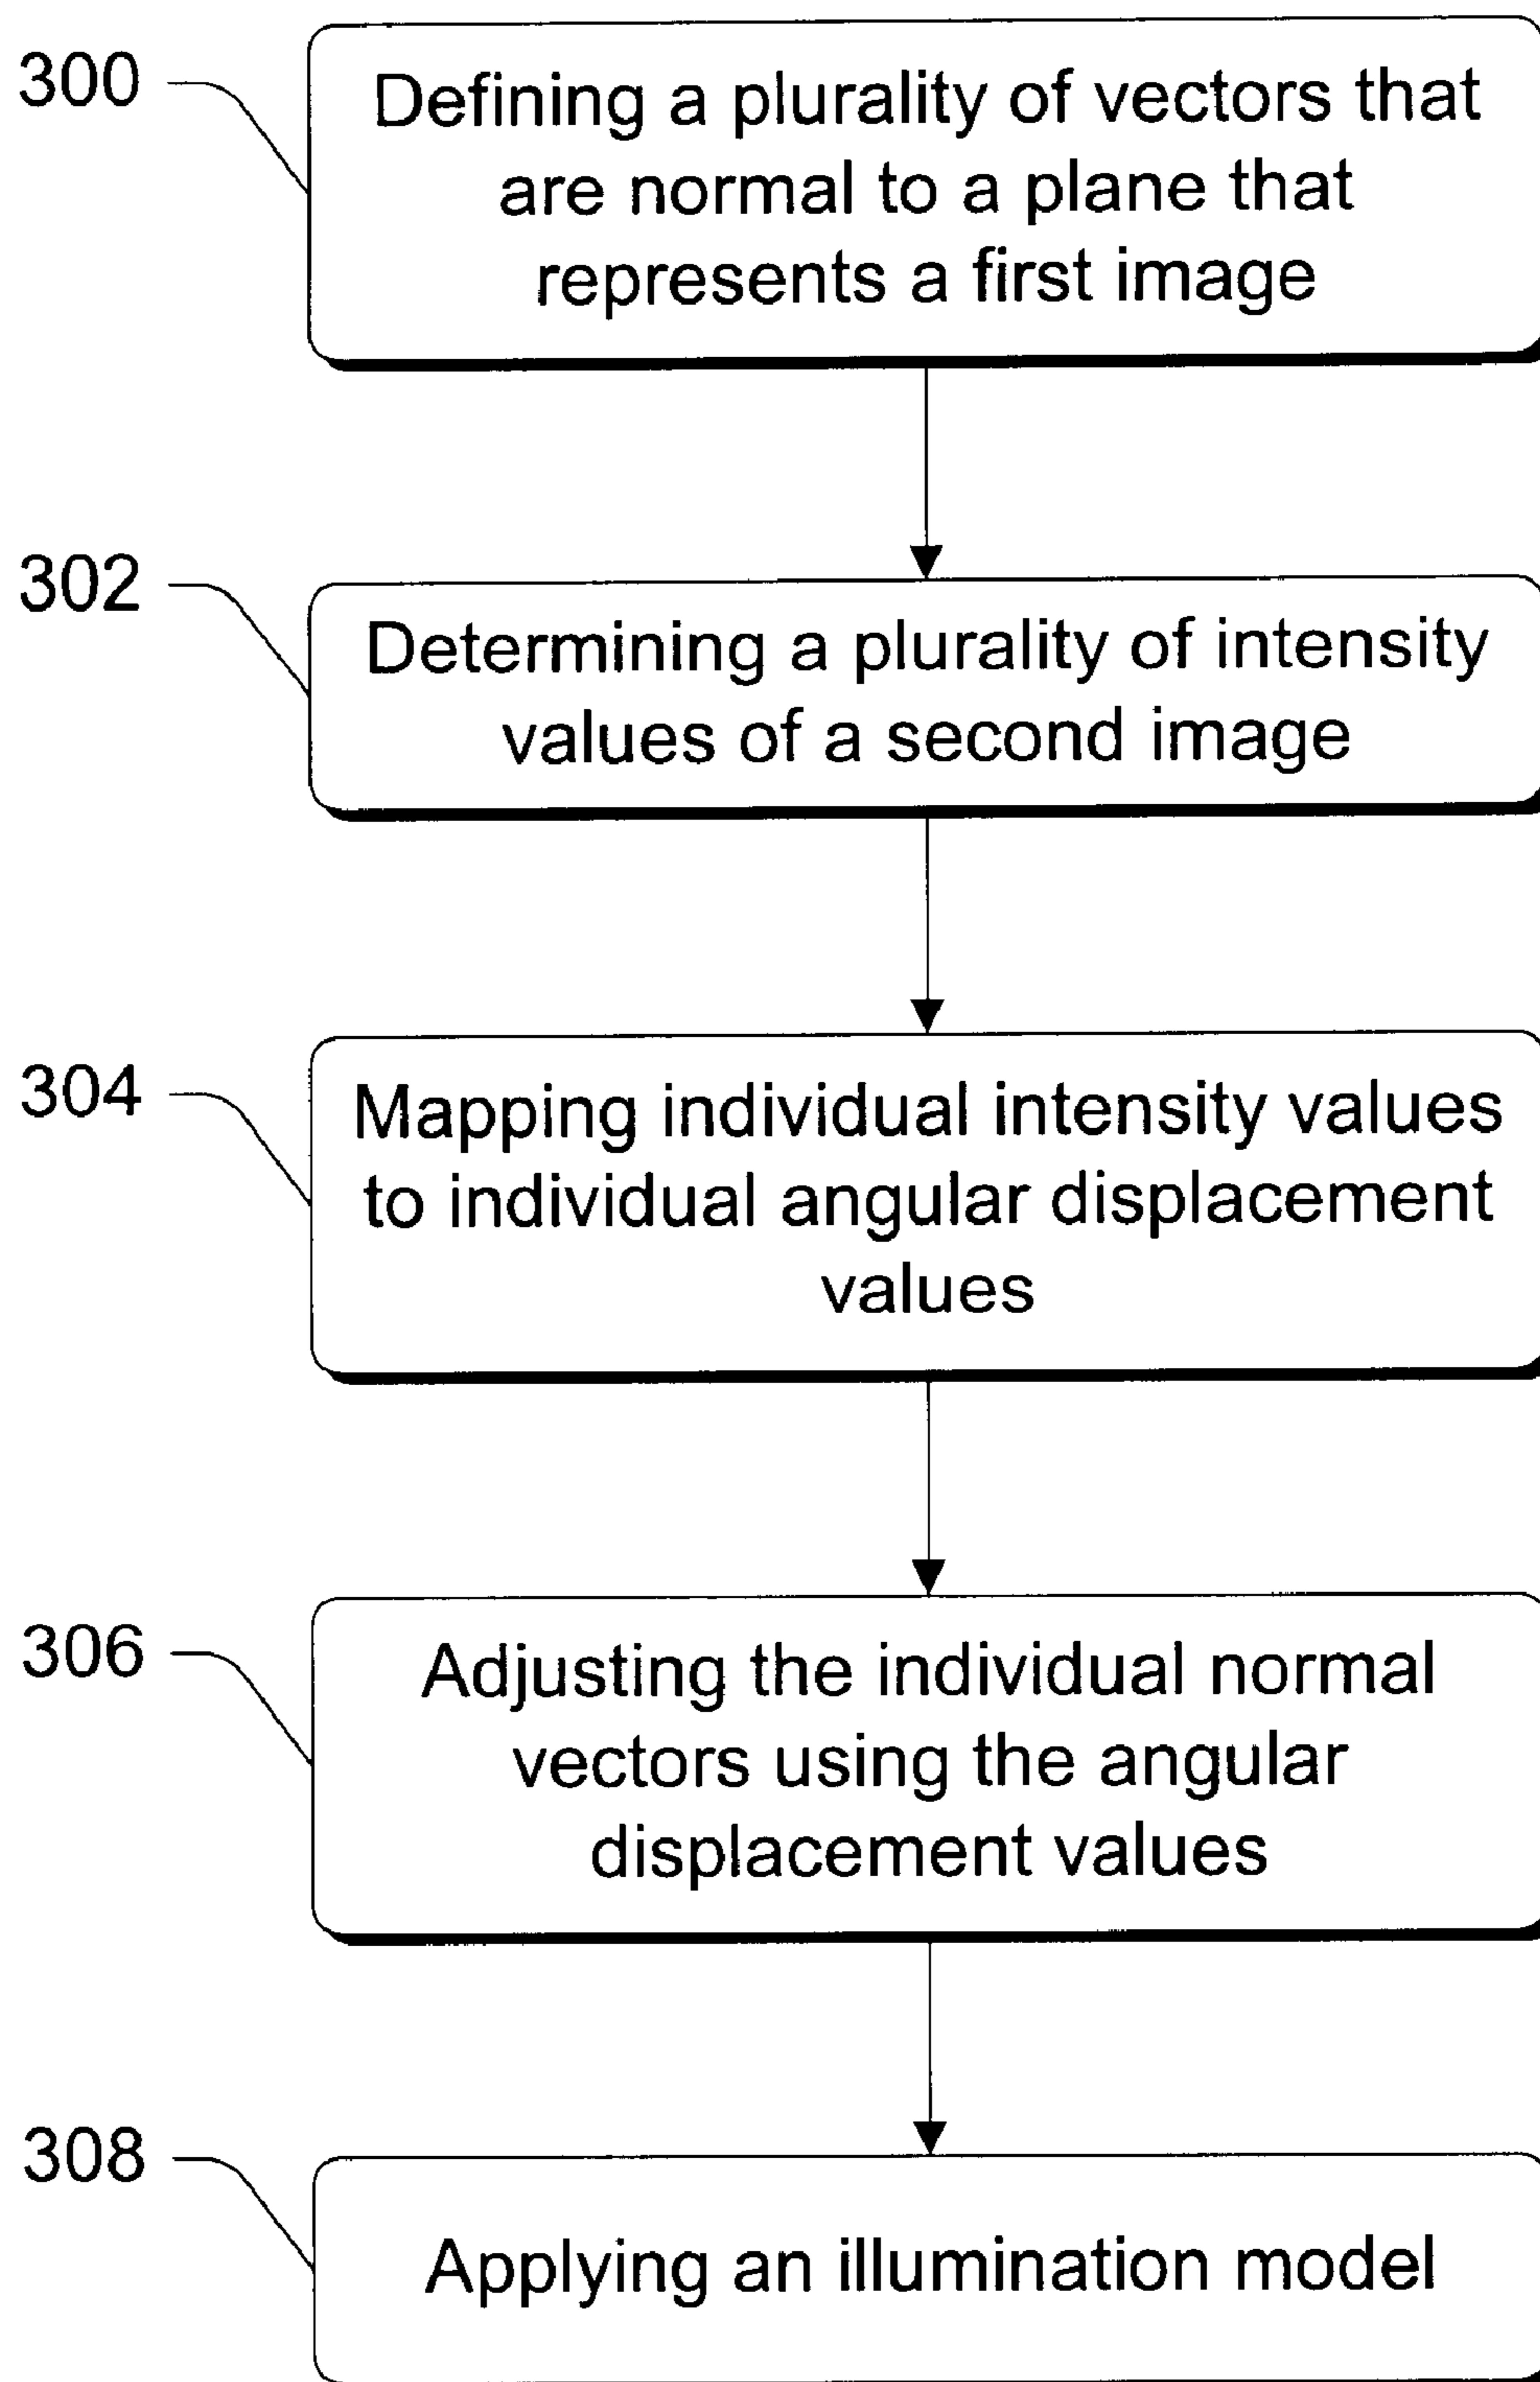 300
Defining a plurality of vectors that
are normal to a plane that
represents a first image
302
Determining a plurality of intensity
values of a second image
304
Mapping individual intensity values
to individual angular displacement
values
306
Adjusting the individual normal
vectors using the angular
displacement values
308
Applying an illumination model